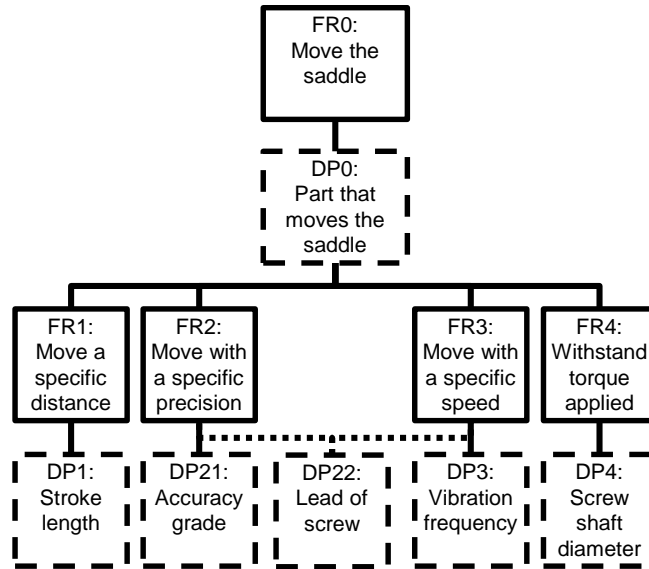 FR0:
Move the
saddle
DP0:
Part that
moves the
saddle
FR1:
Move a
specific
distance
FR2:
Move with
a specific
precision
FR3:
Move with
a specific
speed
FR4:
Withstand
torque
applied
DP1:
Stroke
length
DP21:
Accuracy
grade
DP22:
Lead of
screw
DP3:
Vibration
frequency
DP4:
Screw
shaft
diameter